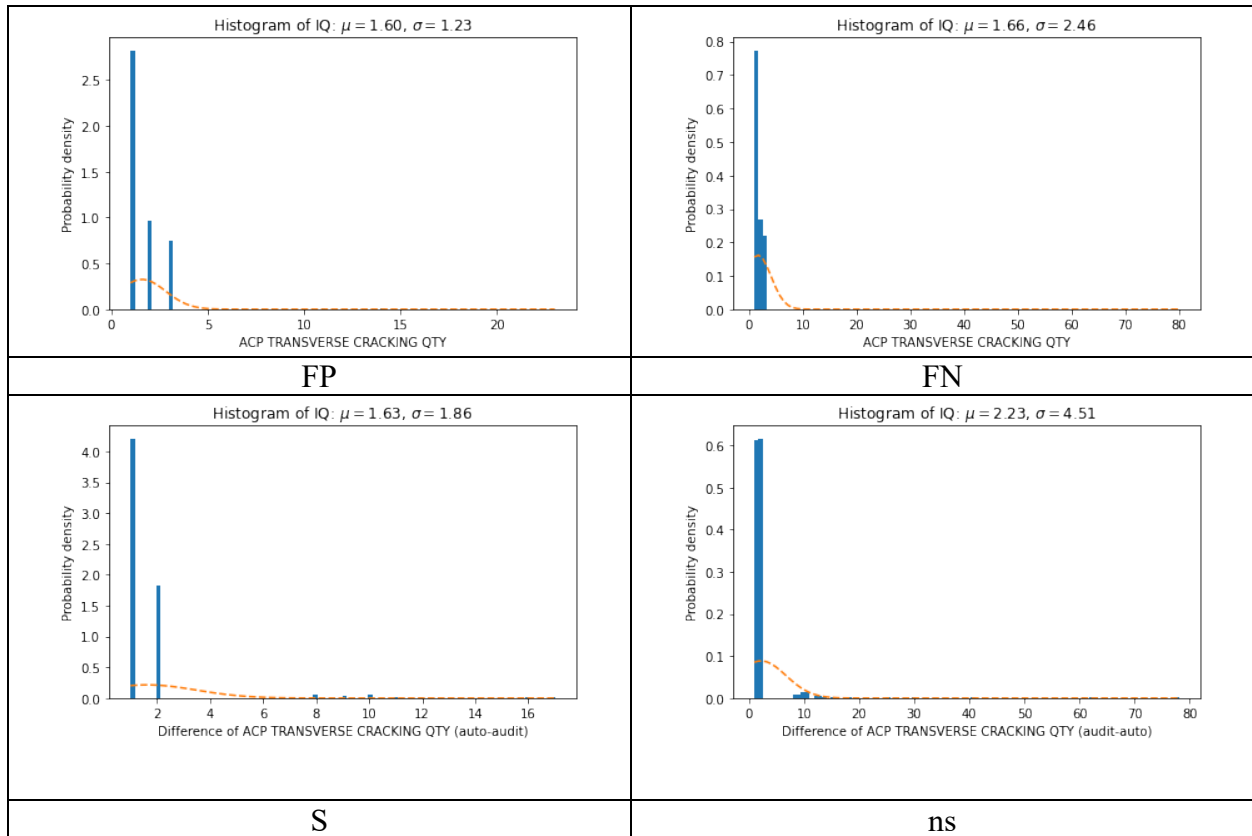 Histogram of IQ: μ = 1.60, σ = 1.23
Probability density
2.5
2.0
1.5
1.0
0.5
0.0
0 5 10 15 20
ACP TRANSVERSE CRACKING QTY
FP
Histogram of IQ: μ = 1.66, σ = 2.46
Probability density
0.8
0.7
0.6
0.5
0.4
0.3
0.2
0.1
0.0
0 10 20 30 40 50 60 70 80
ACP TRANSVERSE CRACKING QTY
FN
Histogram of IQ: μ = 1.63, σ = 1.86
Probability density
4.0
3.5
3.0
2.5
2.0
1.5
1.0
0.5
0.0
2 4 6 8 10 12 14 16
Difference of ACP TRANSVERSE CRACKING QTY (auto-audit)
S
Histogram of IQ: μ = 2.23, σ = 4.51
Probability density
0.6
0.5
0.4
0.3
0.2
0.1
0.0
0 10 20 30 40 50 60 70 80
Difference of ACP TRANSVERSE CRACKING QTY (audit-auto)
ns